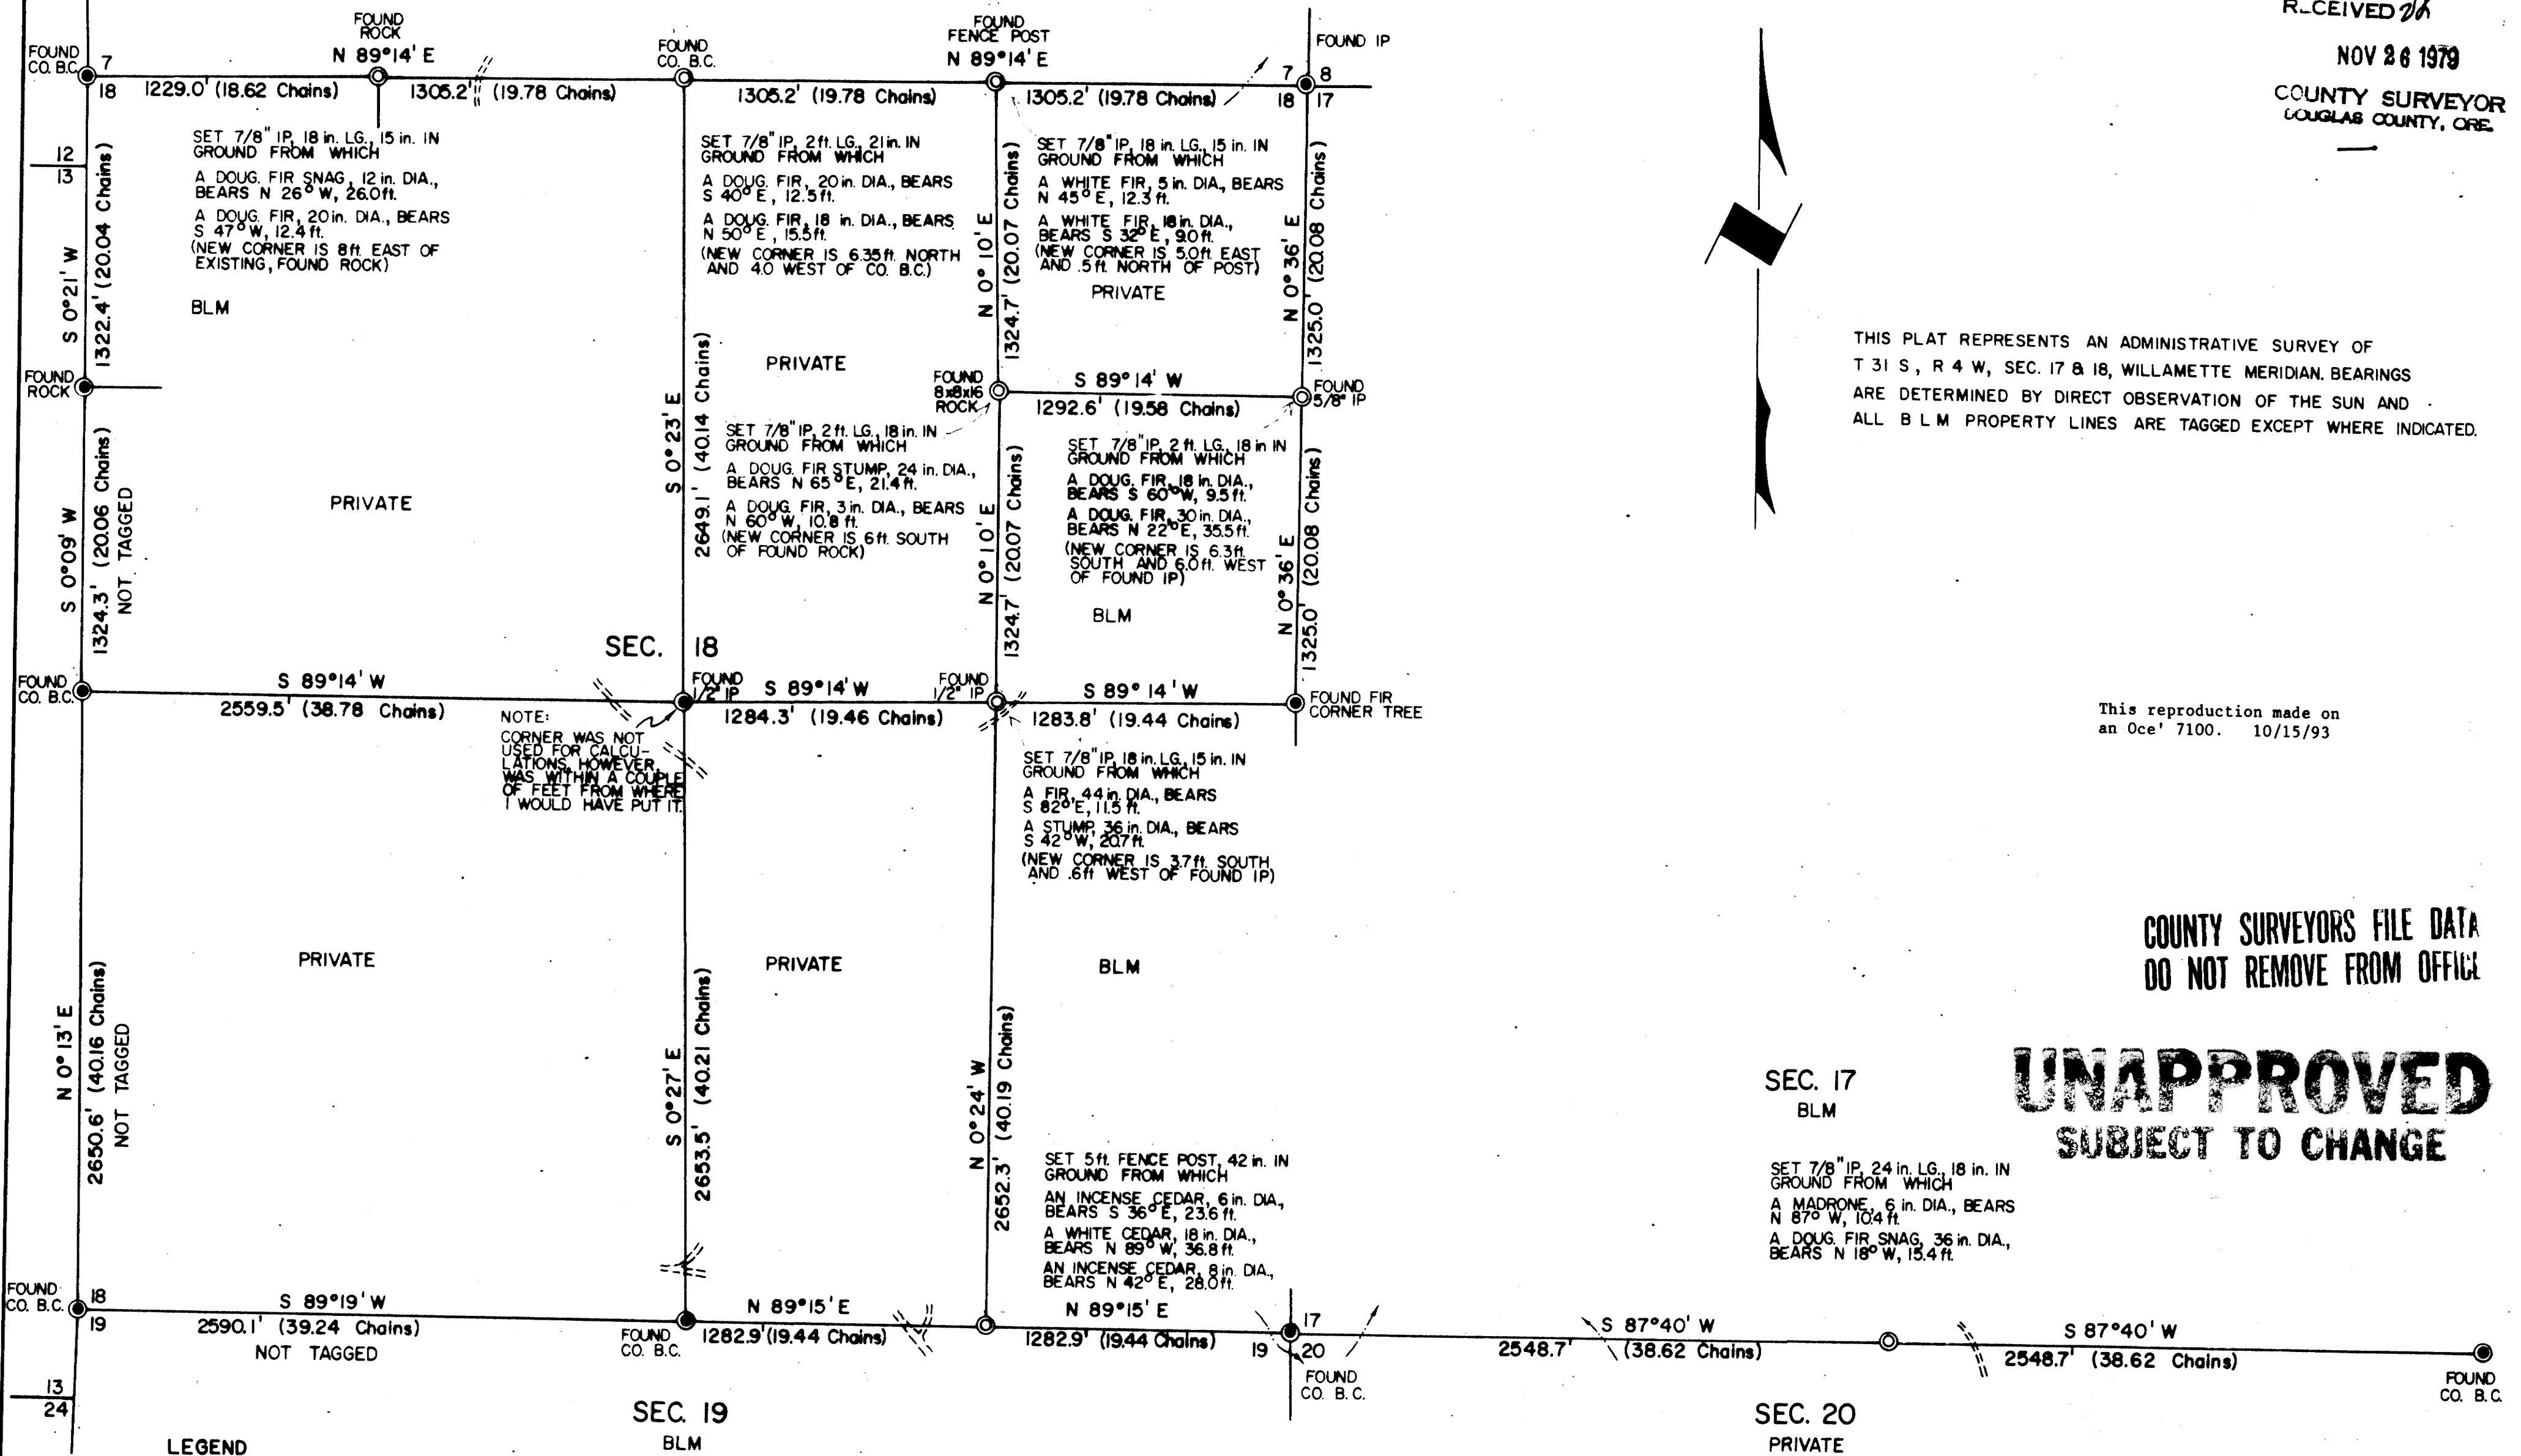 RECEIVED
NOV 26 1979
COUNTY SURVEYOR
DOUGLAS COUNTY, ORE.
FOUND
ROCK
N 89°14' E
FOUND
CO. B.C.
7
18
1229.0' (18.62 Chains)
1305.2' (19.78 Chains)
FOUND
CO. B.C.
FOUND
FENCE POST
N 89°14' E
1305.2' (19.78 Chains)
1305.2' (19.78 Chains)
FOUND IP
7 8
18 17
12
13
SET 7/8" IP, 18 in. LG., 15 in. IN
GROUND FROM WHICH
A DOUG. FIR SNAG, 12 in. DIA.,
BEARS N 26° W, 26.0ft.
A DOUG. FIR, 20 in. DIA., BEARS
S 47° W, 12.4 ft.
(NEW CORNER IS 8ft. EAST OF
EXISTING, FOUND ROCK)
BLM
SET 7/8" IP, 2 ft. LG., 21 in. IN
GROUND FROM WHICH
A DOUG. FIR, 20 in. DIA., BEARS
S 40° E, 12.5 ft.
A DOUG. FIR, 18 in. DIA., BEARS
N 50° E, 15.5ft.
(NEW CORNER IS 6.35ft. NORTH
AND 4.0 WEST OF CO. B.C.)
SET 7/8" IP, 18 in. LG., 15 in. IN
GROUND FROM WHICH
A WHITE FIR, 5 in. DIA., BEARS
N 45° E, 12.3 ft.
A WHITE FIR, 18 in. DIA.,
BEARS S 32° E, 9.0ft.
(NEW CORNER IS 5.0ft. EAST
AND .5 ft. NORTH OF POST)
PRIVATE
S 0°21' W
1322.4' (20.04 Chains)
S 0°23' E
2649.1' (40.14 Chains)
N 0°10' E
1324.7' (20.07 Chains)
N 0°36' E
1325.0' (20.08 Chains)
THIS PLAT REPRESENTS AN ADMINISTRATIVE SURVEY OF
T 31 S, R 4 W, SEC. 17 & 18, WILLAMETTE MERIDIAN. BEARINGS
ARE DETERMINED BY DIRECT OBSERVATION OF THE SUN AND
ALL B L M PROPERTY LINES ARE TAGGED EXCEPT WHERE INDICATED.
FOUND
ROCK
PRIVATE
FOUND
8x8x16
ROCK
S 89°14' W
1292.6' (19.58 Chains)
FOUND
5/8" IP
SET 7/8" IP, 2 ft. LG., 18 in. IN
GROUND FROM WHICH
A DOUG. FIR STUMP, 24 in. DIA.,
BEARS N 65° E, 21.4 ft.
A DOUG. FIR, 3 in. DIA., BEARS
N 60° W, 10.8 ft.
(NEW CORNER IS 6 ft. SOUTH
OF FOUND ROCK)
SET 7/8" IP, 2 ft. LG., 18 in IN
GROUND FROM WHICH
A DOUG. FIR, 18 in. DIA.,
BEARS S 60° W, 9.5 ft.
A DOUG. FIR, 30 in. DIA.,
BEARS N 22° E, 35.5 ft.
(NEW CORNER IS 6.3ft.
SOUTH AND 6.0ft. WEST
OF FOUND IP)
BLM
PRIVATE
S 0°09' W
1324.3' (20.06 Chains)
NOT TAGGED
N 0°10' E
1324.7' (20.07 Chains)
N 0°36' E
1325.0' (20.08 Chains)
SEC. 18
FOUND
CO. B.C.
S 89°14' W
2559.5' (38.78 Chains)
FOUND
1/2" IP
S 89°14' W
1284.3' (19.46 Chains)
FOUND
1/2" IP
S 89°14' W
1283.8' (19.44 Chains)
FOUND FIR
CORNER TREE
NOTE:
CORNER WAS NOT
USED FOR CALCU-
LATIONS, HOWEVER,
WAS WITHIN A COUPLE
OF FEET FROM WHERE
I WOULD HAVE PUT IT.
SET 7/8" IP, 18 in. LG., 15 in. IN
GROUND FROM WHICH
A FIR, 44 in. DIA., BEARS
S 82° E, 11.5 ft.
A STUMP, 36 in. DIA., BEARS
S 42° W, 20.7 ft.
(NEW CORNER IS 3.7 ft. SOUTH
AND .6ft WEST OF FOUND IP)
This reproduction made on
an Oce' 7100. 10/15/93
COUNTY SURVEYORS FILE DATA
DO NOT REMOVE FROM OFFICE
PRIVATE
PRIVATE
BLM
N 0°13' E
2650.6' (40.16 Chains)
NOT TAGGED
S 0°27' E
2653.5' (40.21 Chains)
N 0°24' W
2652.3' (40.19 Chains)
SEC. 17
BLM
UNAPPROVED
SUBJECT TO CHANGE
SET 5 ft. FENCE POST, 42 in. IN
GROUND FROM WHICH
AN INCENSE CEDAR, 6 in. DIA.,
BEARS S 36° E, 23.6 ft.
A WHITE CEDAR, 18 in. DIA.,
BEARS N 89° W, 36.8 ft.
AN INCENSE CEDAR, 8 in. DIA.,
BEARS N 42° E, 28.0ft.
SET 7/8" IP, 24 in. LG., 18 in. IN
GROUND FROM WHICH
A MADRONE, 6 in. DIA., BEARS
N 87° W, 10.4 ft.
A DOUG. FIR SNAG, 36 in. DIA.,
BEARS N 18° W, 15.4 ft.
FOUND
CO. B.C.
18
19
S 89°19' W
2590.1' (39.24 Chains)
NOT TAGGED
FOUND
CO. B.C.
N 89°15' E
1282.9' (19.44 Chains)
N 89°15' E
1282.9' (19.44 Chains)
17
19 20
FOUND
CO. B.C.
S 87°40' W
2548.7' (38.62 Chains)
S 87°40' W
2548.7' (38.62 Chains)
FOUND
CO. B.C.
13
24
SEC. 19
BLM
SEC. 20
PRIVATE
LEGEND